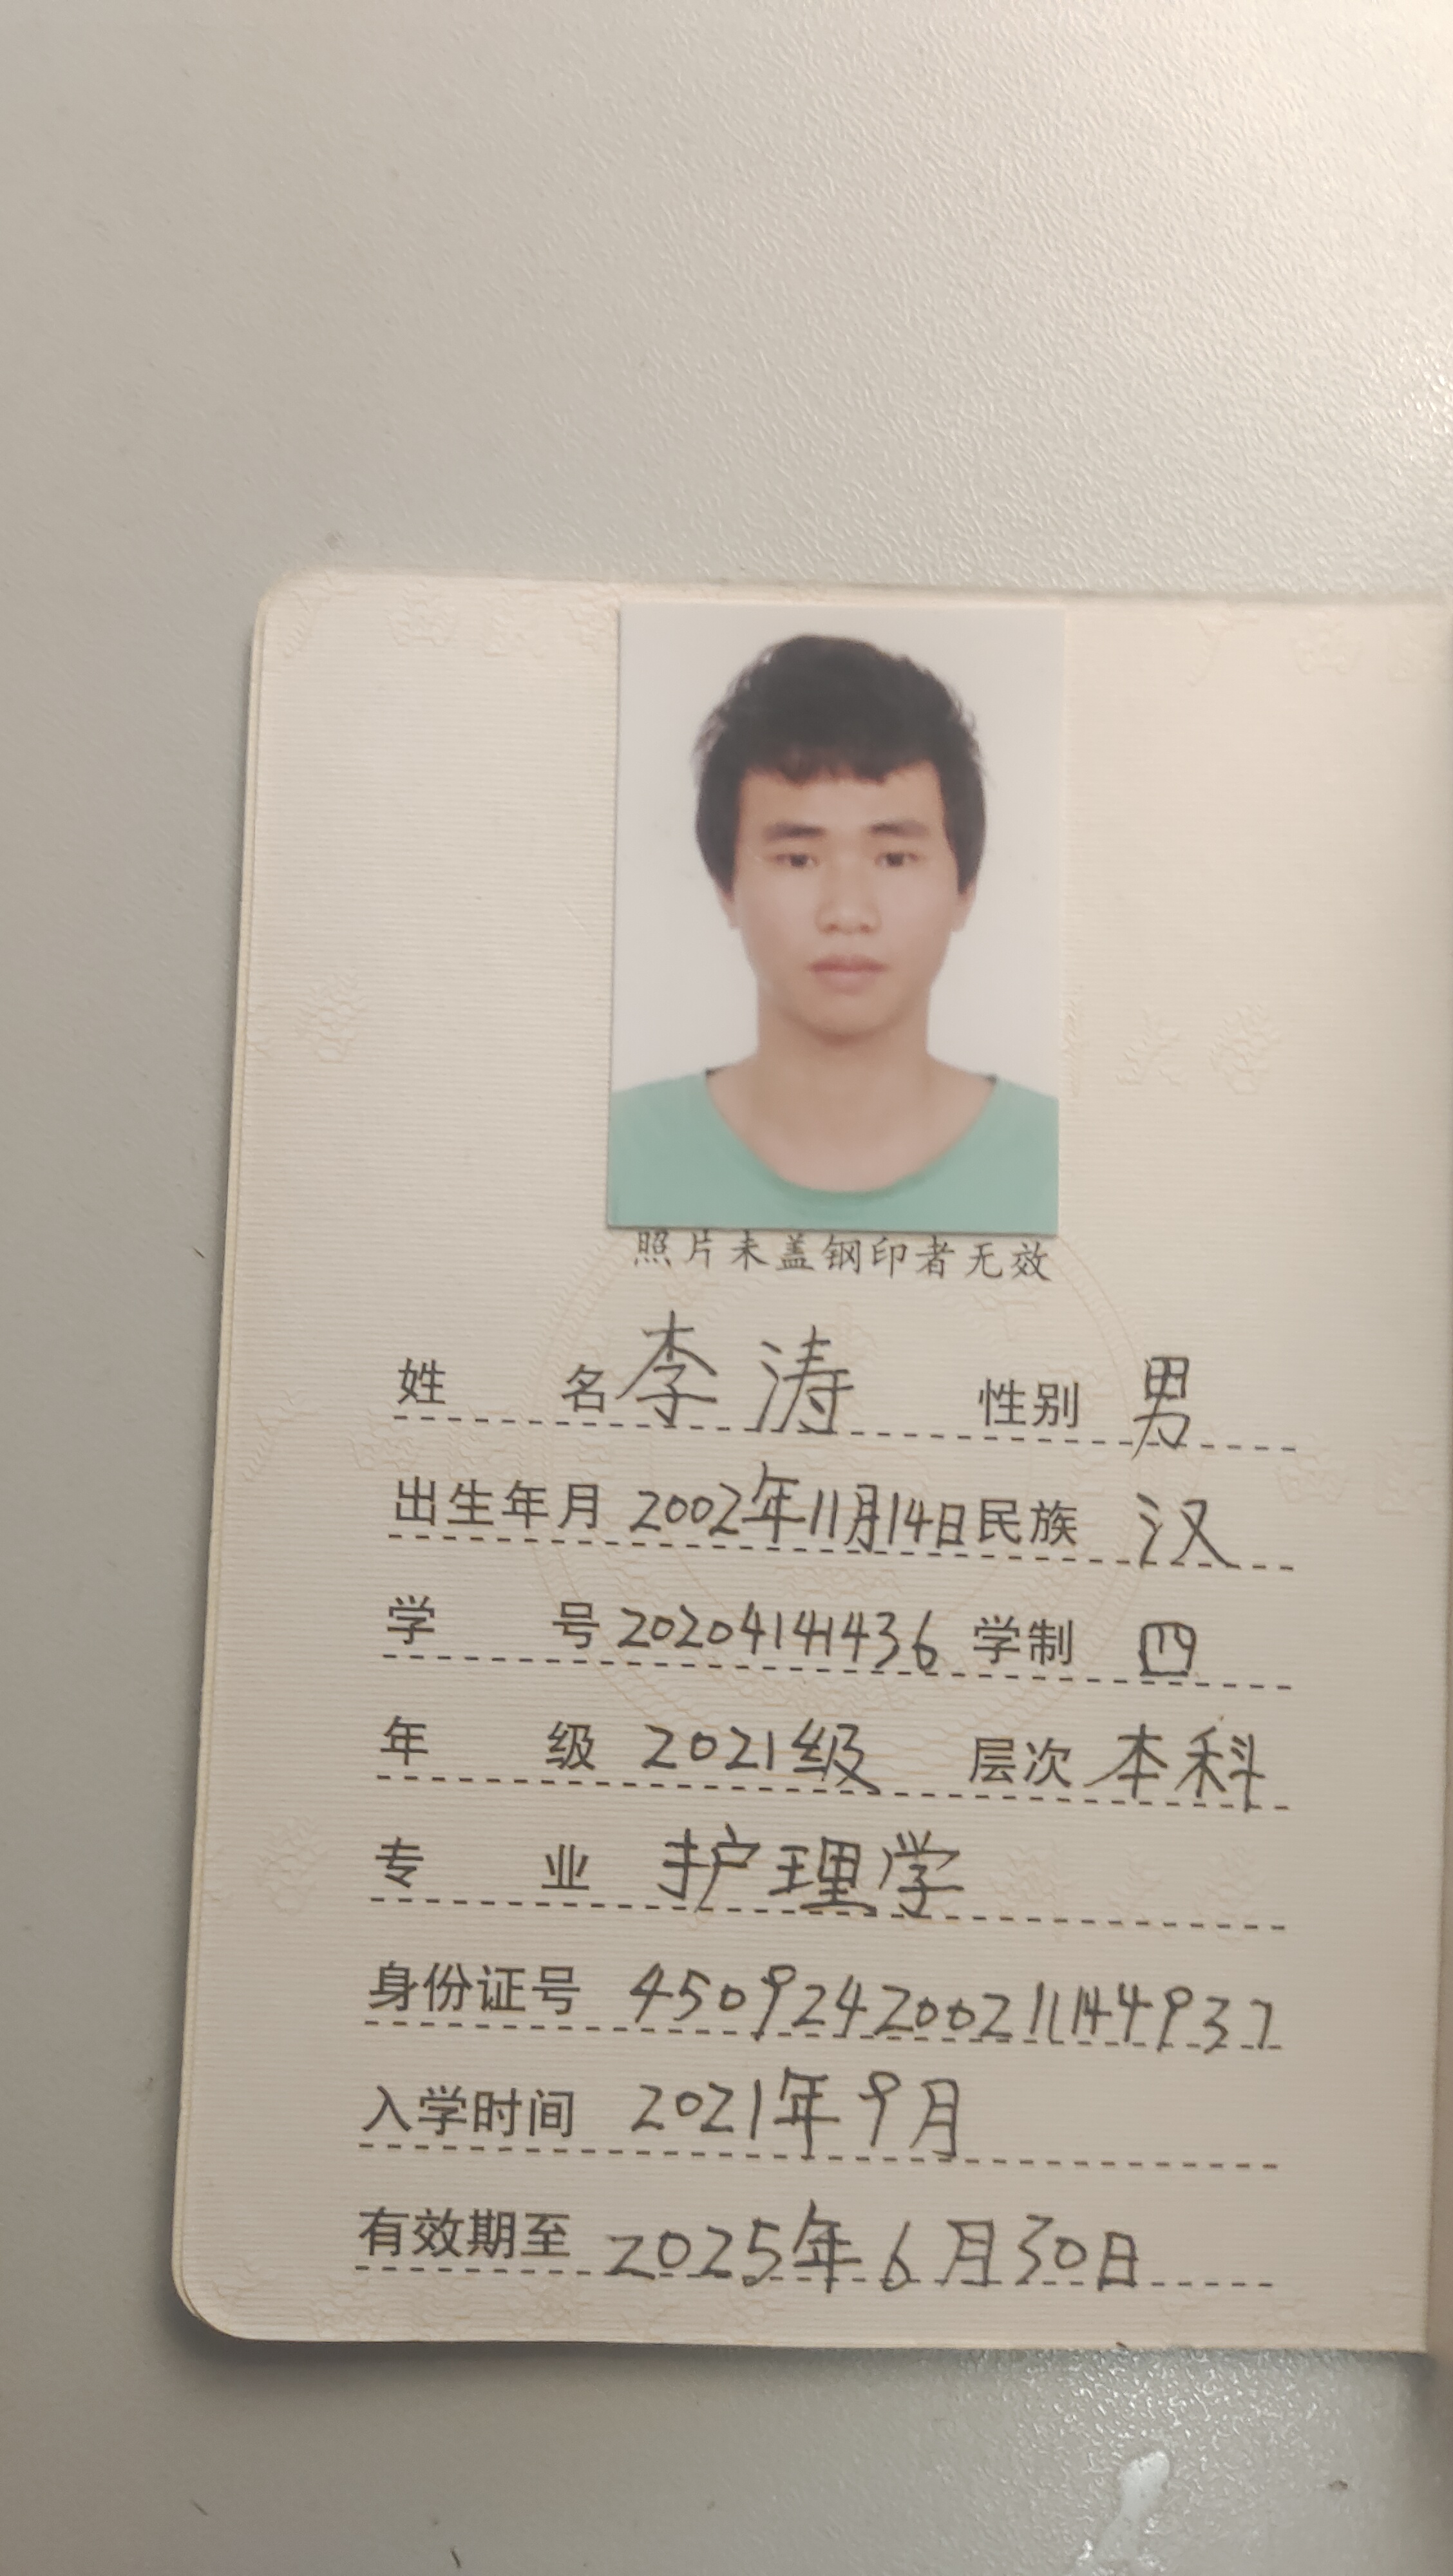 照片未盖钢印者无效
姓名 李涛 性别 男
出生年月 2002年11月14日 民族 汉
学号 20204141436 学制 四
年级 2021级 层次 本科
专业 护理学
身份证号 450924200211144937
入学时间 2021年9月
有效期至 2025年6月30日